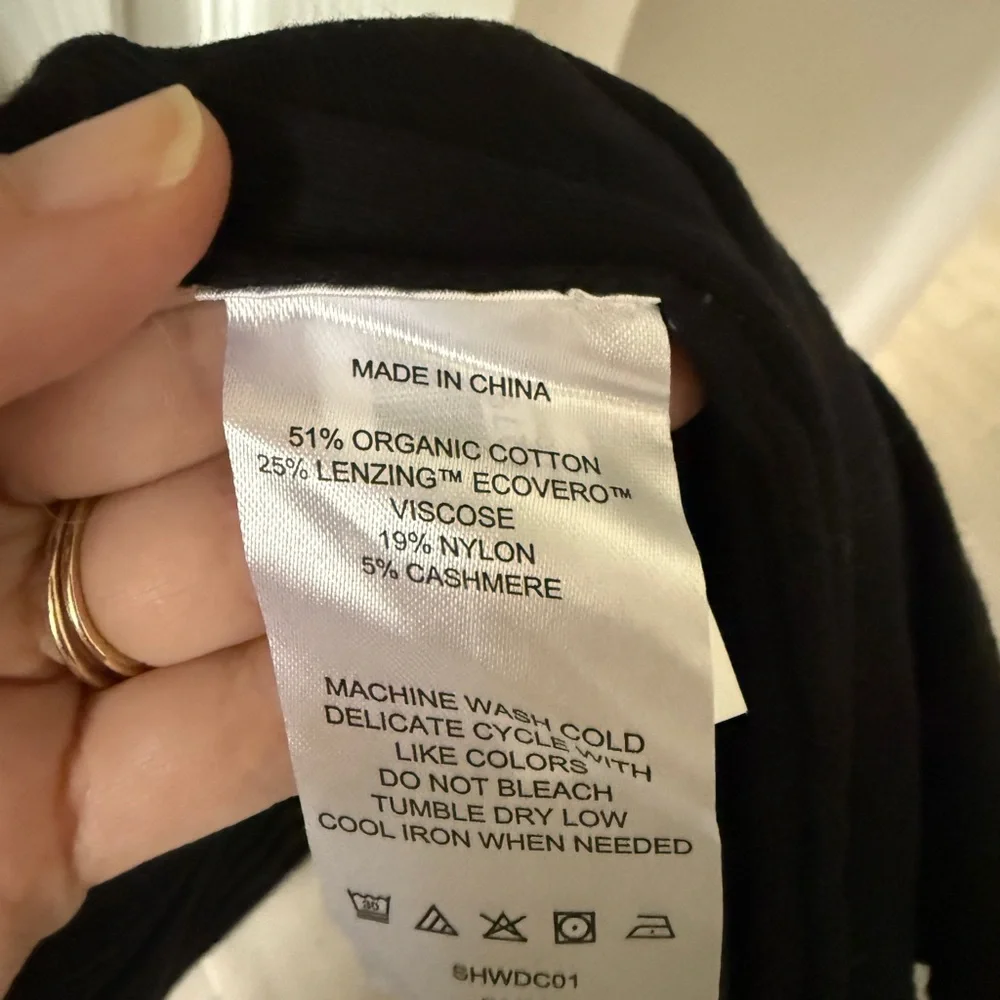 MADE IN CHINA
51% ORGANIC COTTON
25% LENZING™ ECOVERO™
VISCOSE
19% NYLON
5% CASHMERE
MACHINE WASH COLD
DELICATE CYCLE WITH
LIKE COLORS
DO NOT BLEACH
TUMBLE DRY LOW
COOL IRON WHEN NEEDED
30
SHWDC01